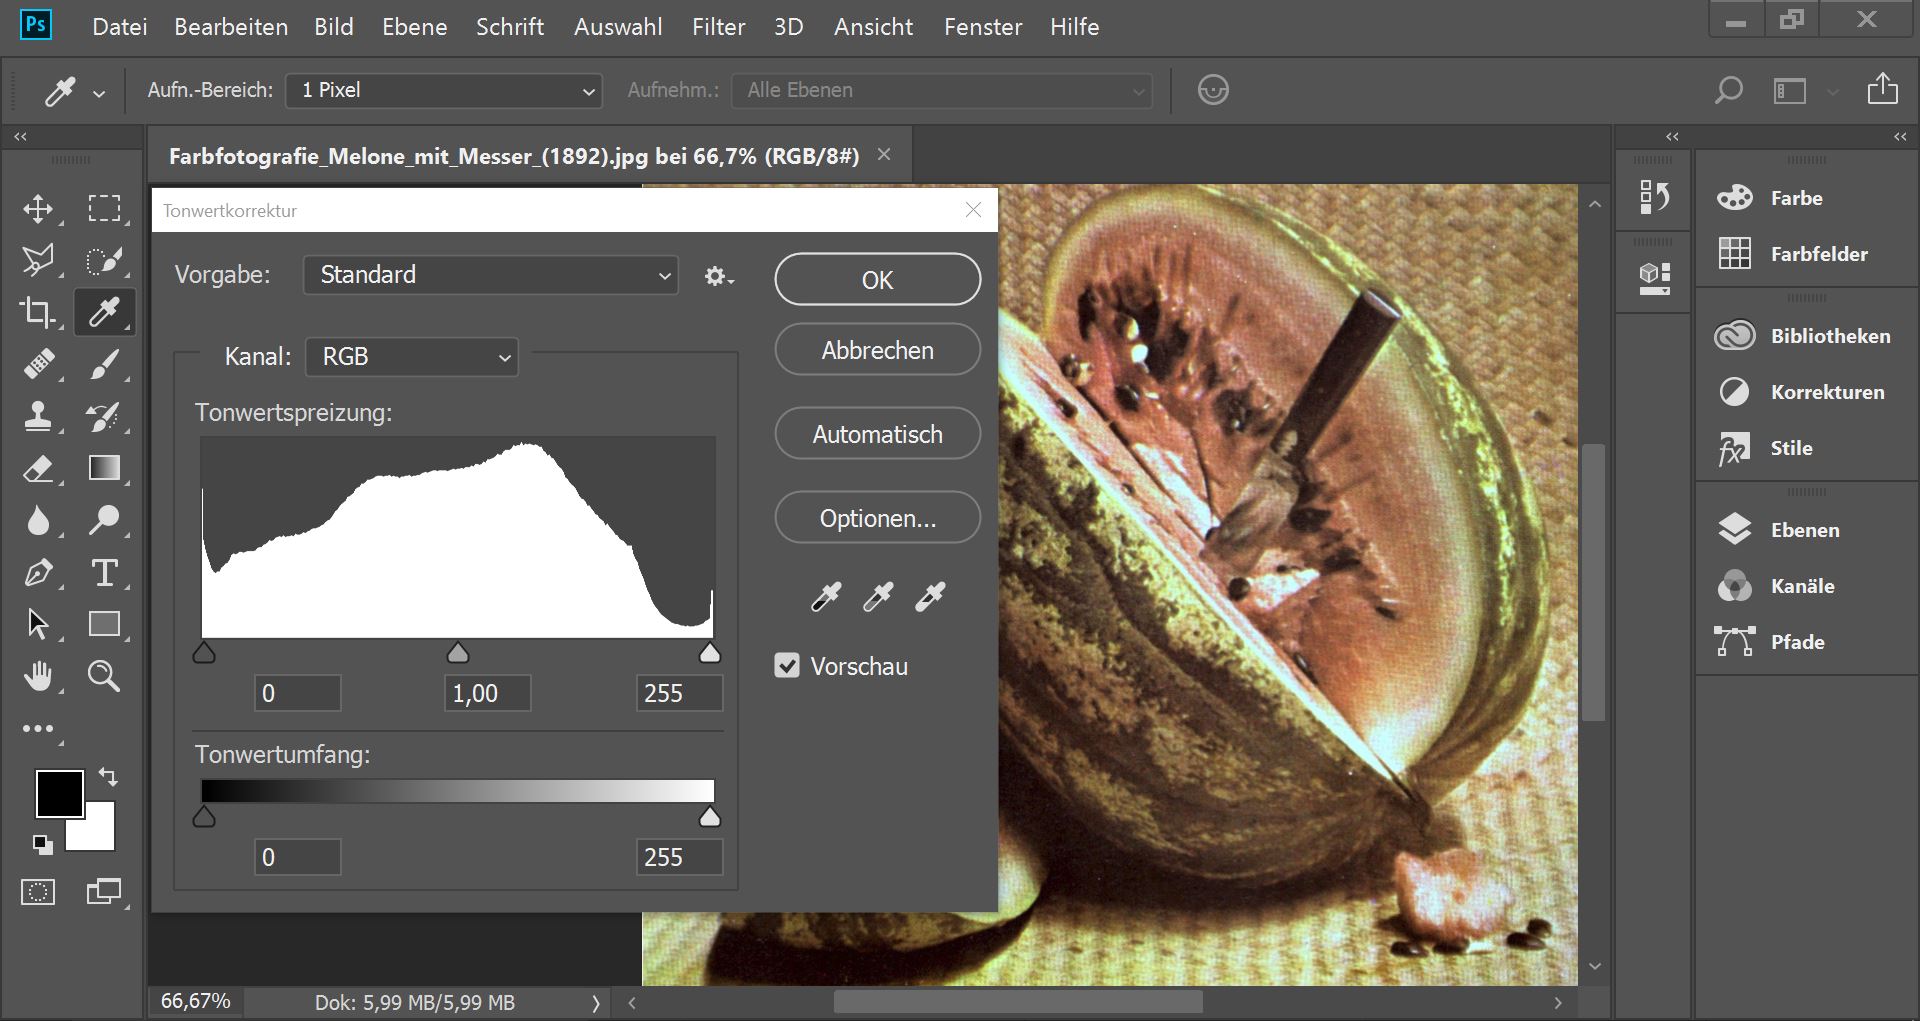 Ps Datei Bearbeiten Bild Ebene Schrift Auswahl Filter 3D Ansicht Fenster Hilfe
Aufn.-Bereich: 1 Pixel Aufnehm.: Alle Ebenen
Farbfotografie_Melone_mit_Messer_(1892).jpg bei 66,7% (RGB/8#)
Tonwertkorrektur
Vorgabe: Standard
OK
Abbrechen
Kanal: RGB
Tonwertspreizung:
Automatisch
Optionen...
Vorschau
0 1,00 255
Tonwertumfang:
0 255
66,67% Dok: 5,99 MB/5,99 MB
Farbe
Farbfelder
Bibliotheken
Korrekturen
fx Stile
Ebenen
Kanäle
Pfade
T